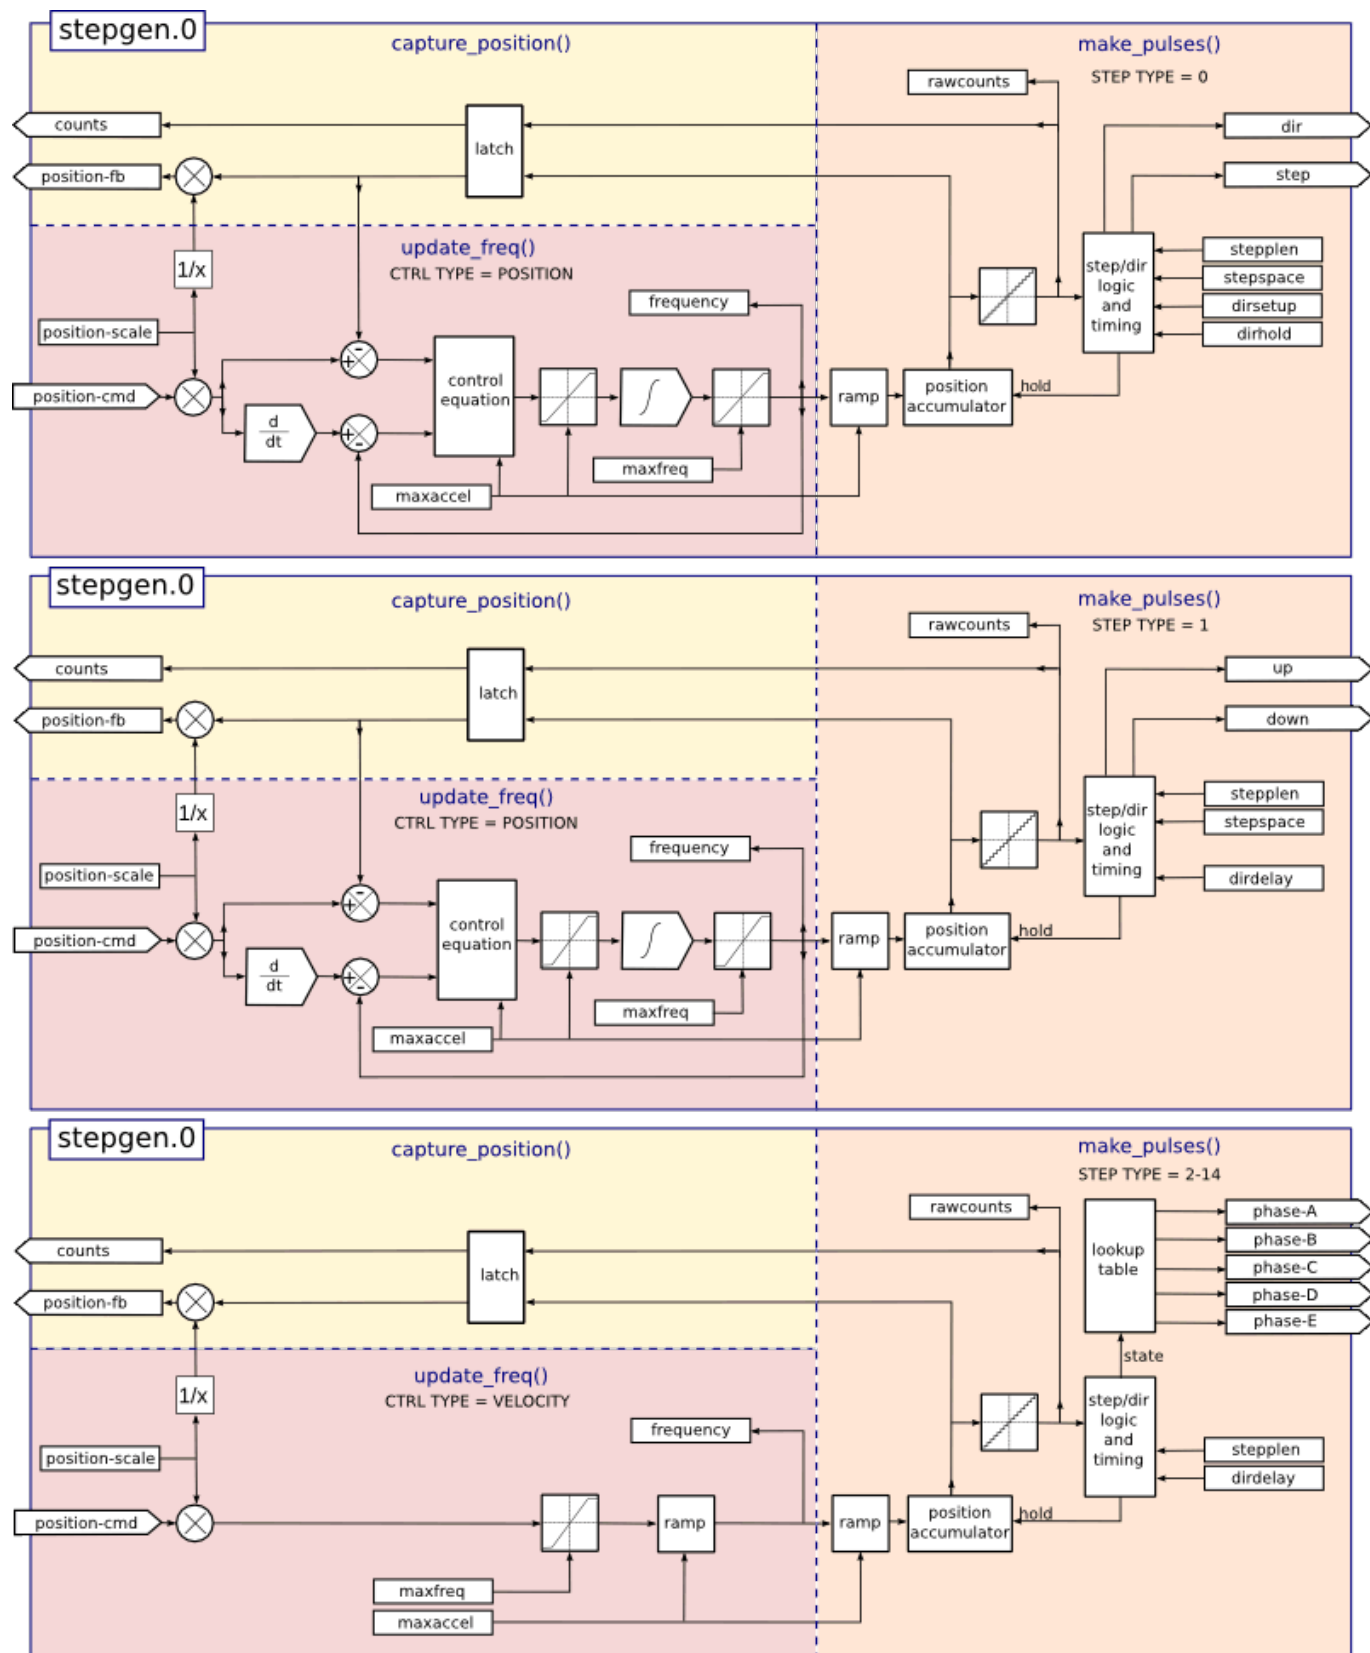 stepgen.0
capture_position()
make_pulses()
STEP TYPE = 0
rawcounts
counts
latch
dir
position-fb
step
update_freq()
CTRL TYPE = POSITION
1/x
frequency
step/dir
logic
and
timing
stepplen
stepspace
dirsetup
dirhold
position-scale
position-cmd
+
-
d
dt
+
-
control
equation
∫
maxfreq
maxaccel
ramp
position
accumulator
hold
stepgen.0
capture_position()
make_pulses()
STEP TYPE = 1
rawcounts
counts
latch
up
position-fb
down
update_freq()
CTRL TYPE = POSITION
1/x
frequency
step/dir
logic
and
timing
stepplen
stepspace
dirdelay
position-scale
position-cmd
+
-
d
dt
+
-
control
equation
∫
maxfreq
maxaccel
ramp
position
accumulator
hold
stepgen.0
capture_position()
make_pulses()
STEP TYPE = 2-14
rawcounts
counts
latch
lookup
table
phase-A
phase-B
phase-C
phase-D
phase-E
position-fb
state
update_freq()
CTRL TYPE = VELOCITY
1/x
frequency
step/dir
logic
and
timing
stepplen
dirdelay
position-scale
position-cmd
ramp
maxfreq
maxaccel
ramp
position
accumulator
hold